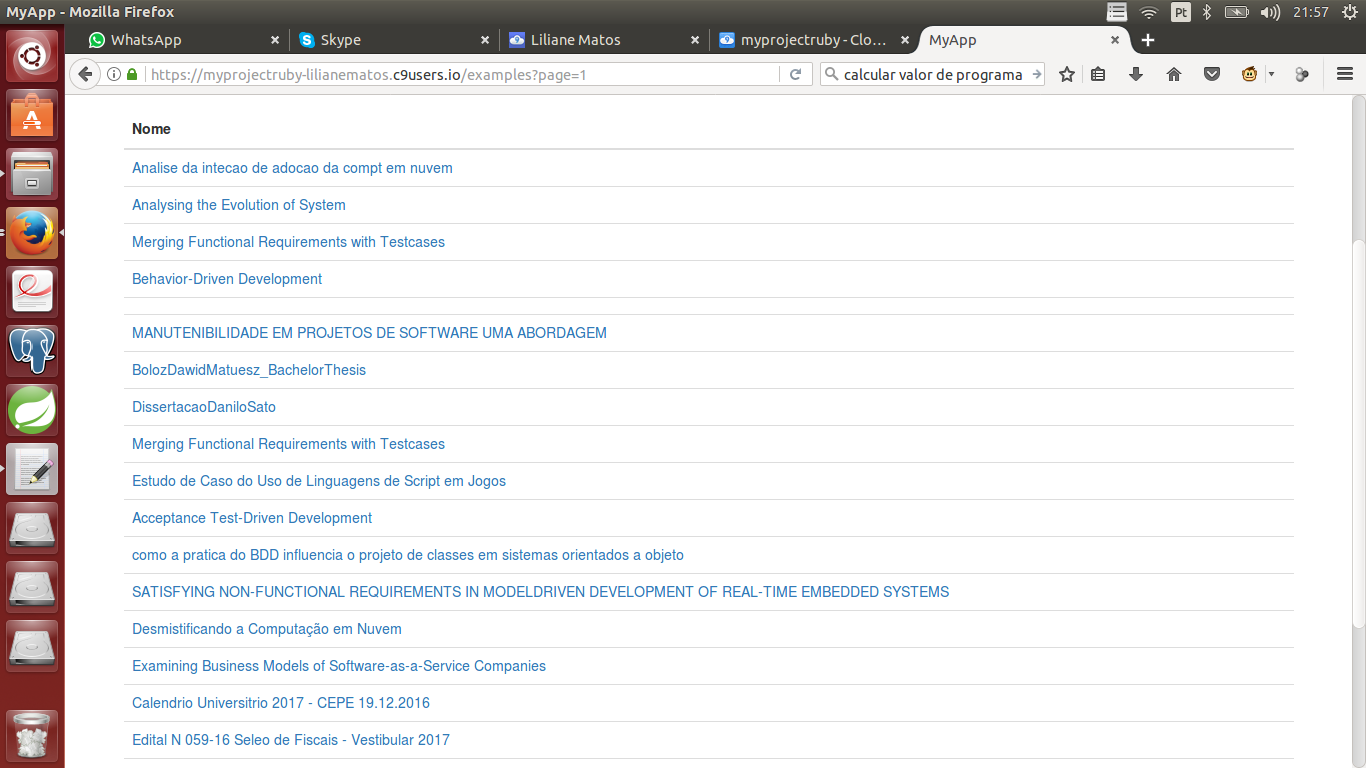 MyApp - Mozilla Firefox
Pt
21:57
WhatsApp
Skype
Liliane Matos
myprojectruby - Clo...
MyApp
https://myprojectruby-lilianematos.c9users.io/examples?page=1
calcular valor de programa
Nome
Analise da intecao de adocao da compt em nuvem
Analysing the Evolution of System
Merging Functional Requirements with Testcases
Behavior-Driven Development
MANUTENIBILIDADE EM PROJETOS DE SOFTWARE UMA ABORDAGEM
BolozDawidMatuesz_BachelorThesis
DissertacaoDaniloSato
Merging Functional Requirements with Testcases
Estudo de Caso do Uso de Linguagens de Script em Jogos
Acceptance Test-Driven Development
como a pratica do BDD influencia o projeto de classes em sistemas orientados a objeto
SATISFYING NON-FUNCTIONAL REQUIREMENTS IN MODELDRIVEN DEVELOPMENT OF REAL-TIME EMBEDDED SYSTEMS
Desmistificando a Computação em Nuvem
Examining Business Models of Software-as-a-Service Companies
Calendrio Universitrio 2017 - CEPE 19.12.2016
Edital N 059-16 Seleo de Fiscais - Vestibular 2017